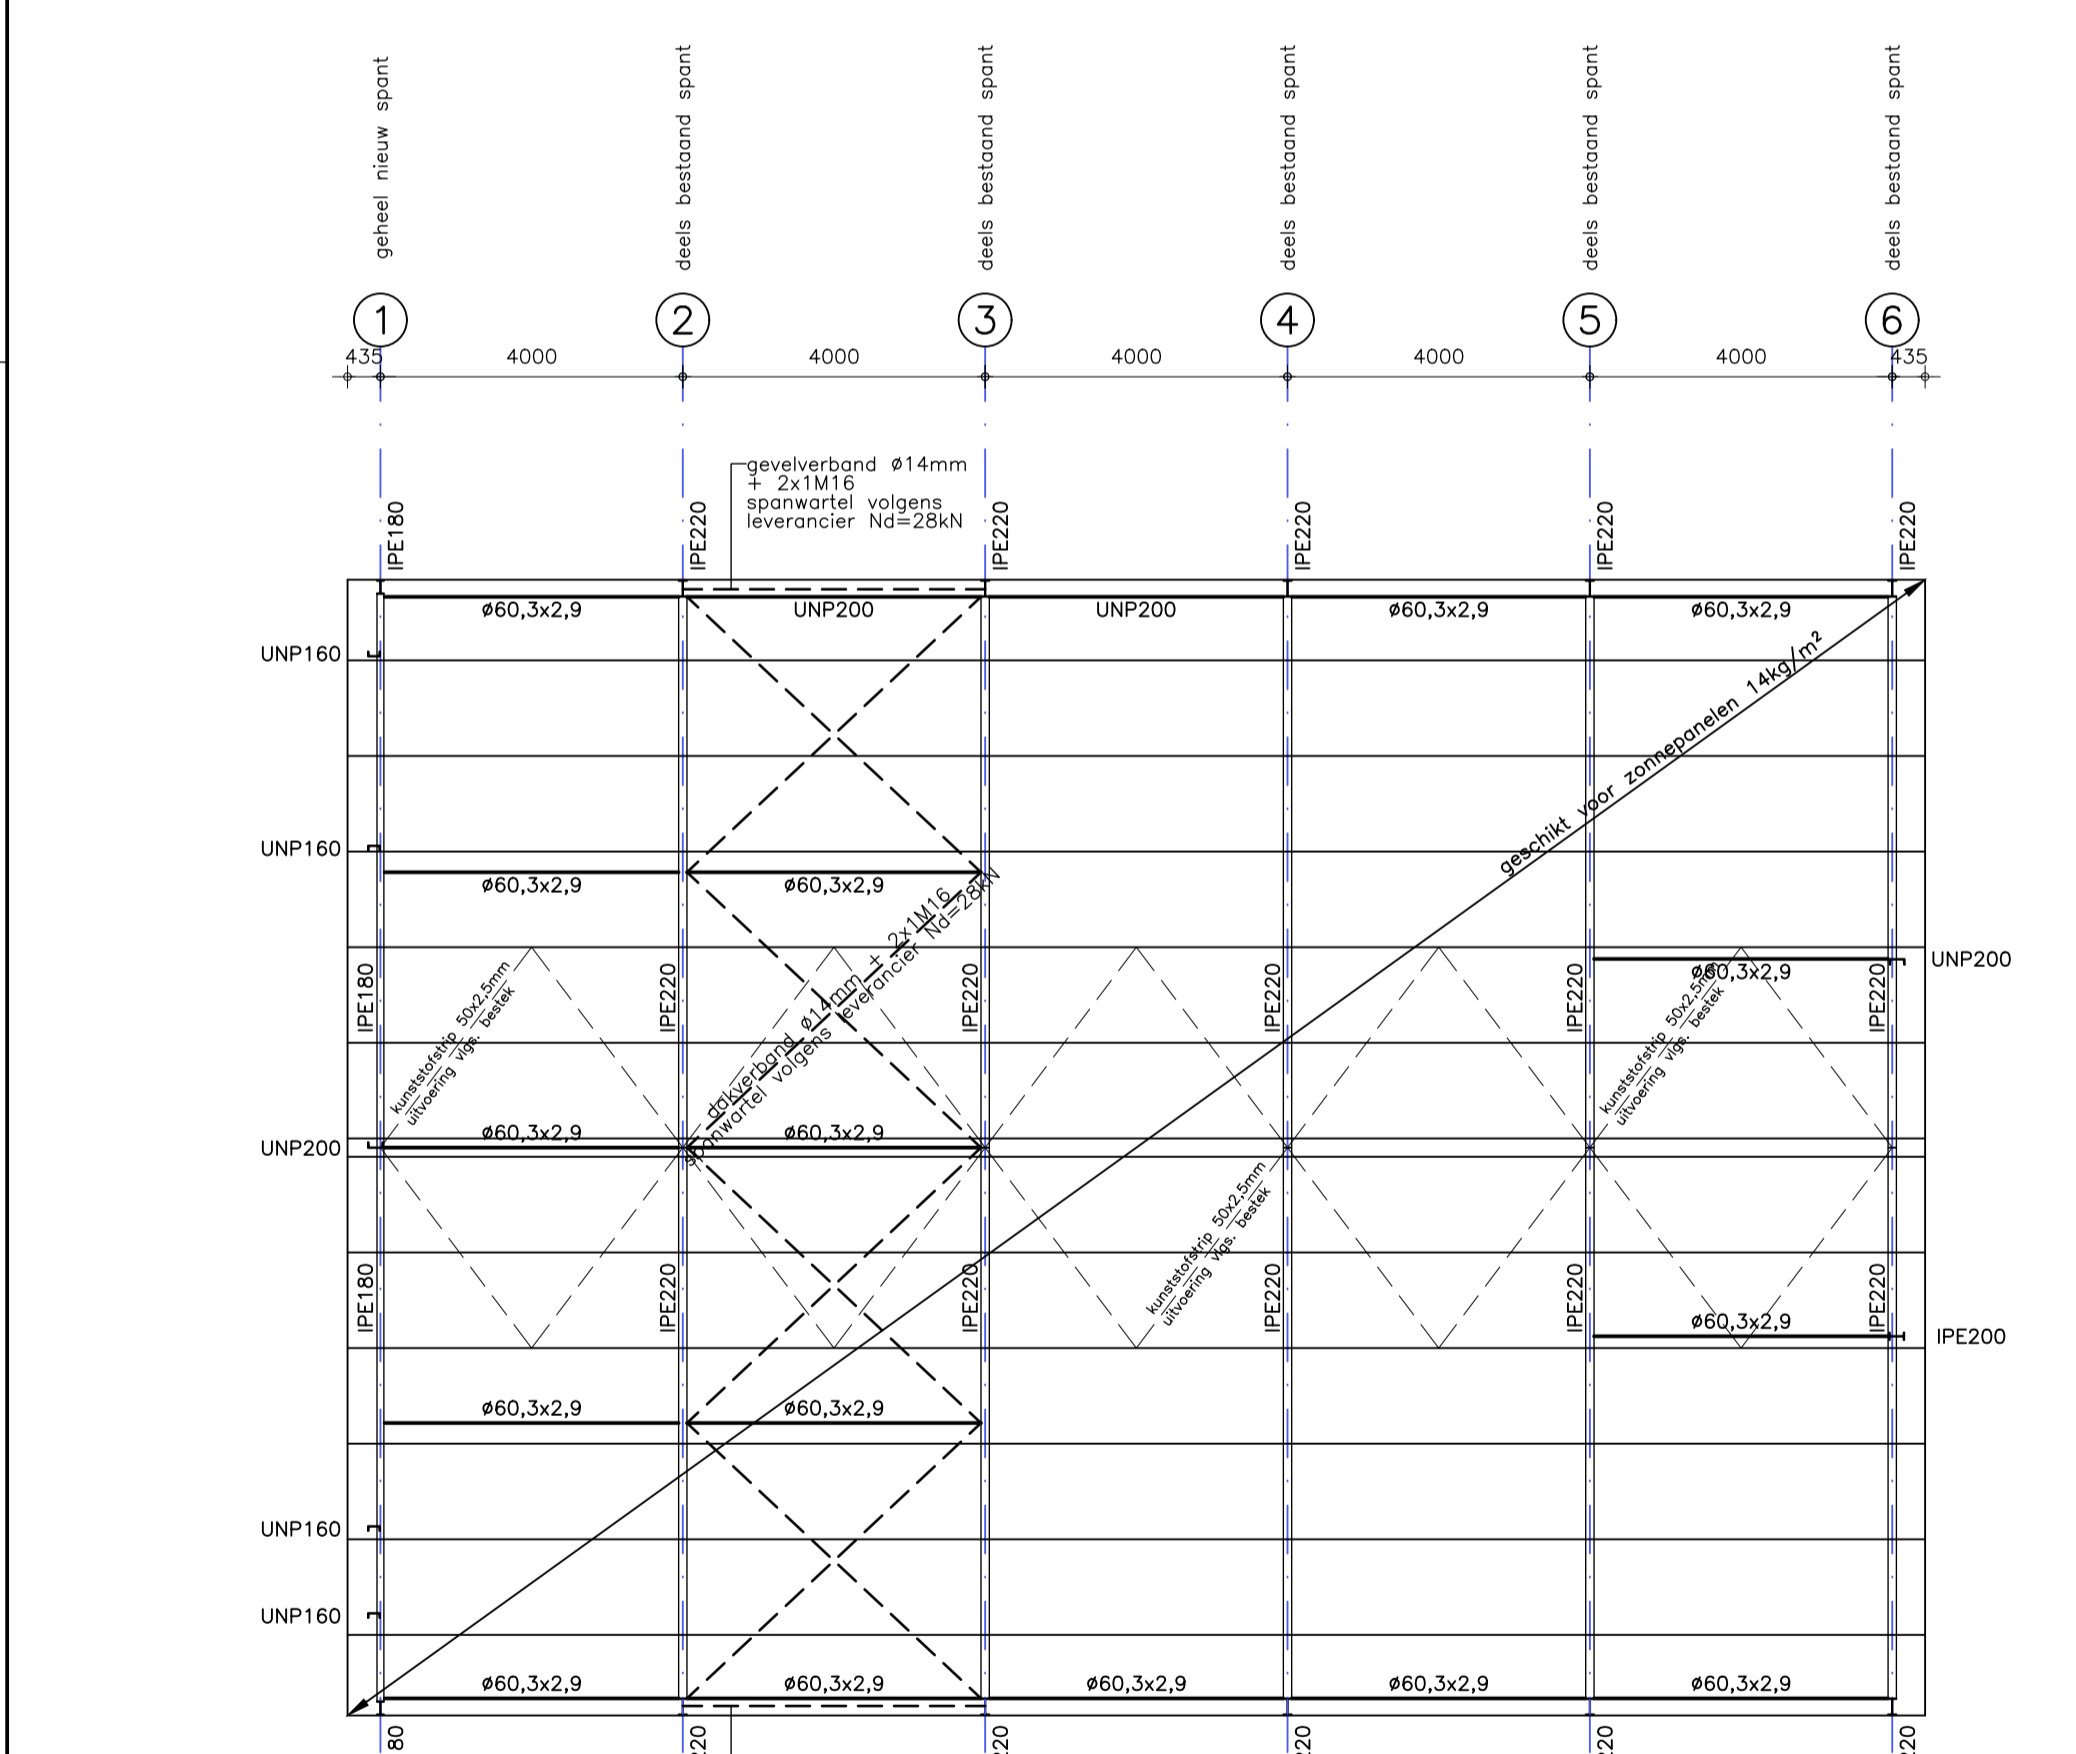 geheel nieuw spant
deels bestaand spant
deels bestaand spant
deels bestaand spant
deels bestaand spant
deels bestaand spant
1
2
3
4
5
6
435
4000
4000
4000
4000
4000
435
gevelverband ø14mm
+ 2x1M16
spanwartel volgens
leverancier Nd=28kN
IPE180
IPE220
IPE220
IPE220
IPE220
IPE220
ø60,3x2,9
UNP200
UNP200
ø60,3x2,9
ø60,3x2,9
UNP160
geschikt voor zonnepanelen 14kg/m²
UNP160
ø60,3x2,9
ø60,3x2,9
dakverband ø14mm + 2x1M16
spanwartel volgens leverancier Nd=28kN
UNP200
ø60,3x2,9
IPE180
IPE220
IPE220
IPE220
IPE220
IPE220
kunststofstrip 50x2,5mm
uitvoering vlgs. bestek
kunststofstrip 50x2,5mm
uitvoering vlgs. bestek
UNP200
ø60,3x2,9
ø60,3x2,9
kunststofstrip 50x2,5mm
uitvoering vlgs. bestek
IPE180
IPE220
IPE220
IPE220
IPE220
IPE220
ø60,3x2,9
IPE200
ø60,3x2,9
ø60,3x2,9
UNP160
UNP160
ø60,3x2,9
ø60,3x2,9
ø60,3x2,9
ø60,3x2,9
ø60,3x2,9
80
220
220
220
220
220